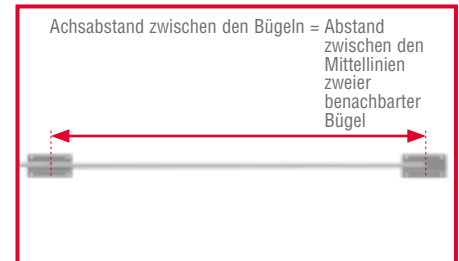 Achsabstand zwischen den Bügeln = Abstand
zwischen den
Mittellinien
zweier
benachbarter
Bügel